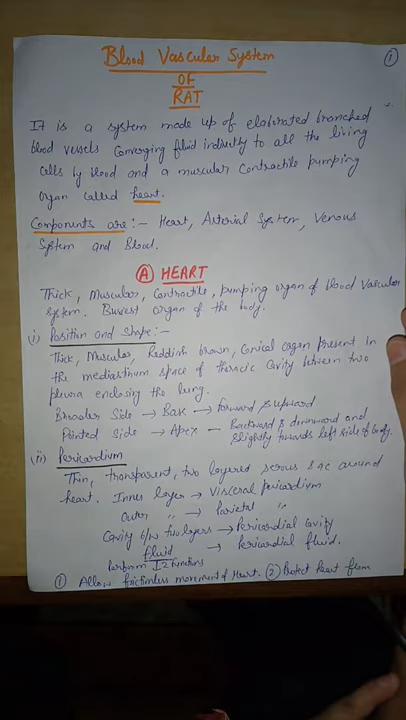 Blood Vascular System
OF
RAT
1
It is a system made up of elaborated branched
blood vessels Converging fluid indirectly to all the living
Cells by blood and a muscular Contractile pumping
Organ called heart.
Components are :- Heart, Arterial System, Venous
System and Blood.
A HEART
Thick, Muscular, Contractile, pumping organ of blood Vascular
System. Busiest organ of the body.
i) Position and Shape:-
Thick, Muscular, Reddish brown, Conical organ present in
the mediastinum space of thoracic Cavity between two
pleura enclosing the lung.
Broader Side → Base → Forward & upward
Pointed Side → Apex – Backward & downward and
Slightly towards left side of body.
(ii) Pericardium
Thin, transparent, two layered serous sac around
heart. Inner layer → Visceral pericardium
Outer " → Parietal "
Cavity b/w two layers → Pericardial Cavity
fluid → Pericardial fluid.
Perform 2 functions
① Allow frictionless movement of Heart. ② Protect heart from